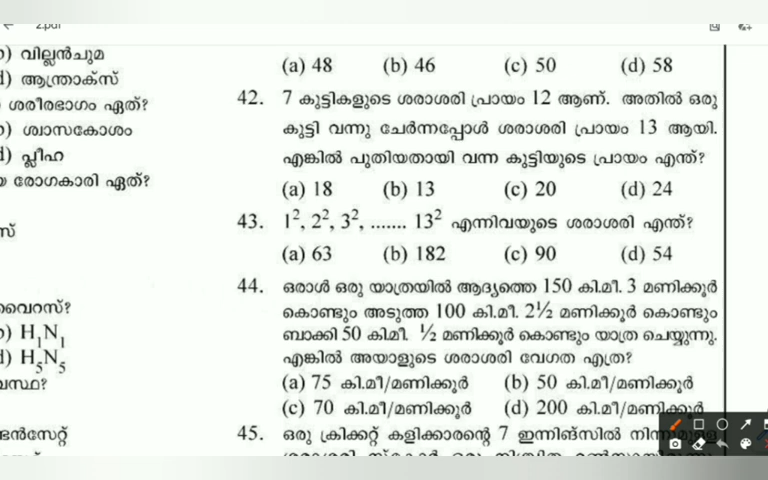 2.pdf
b) വില്ലൻചുമ
d) ആന്ത്രാക്സ്
ശരീരഭാഗം ഏത്?
b) ശ്വാസകോശം
d) പ്ലീഹ
യ രോഗകാരി ഏത്?
സ്
വൈറസ്?
b) H₁N₁
d) H₅N₅
വസ്ഥ?
(a) 48 (b) 46 (c) 50 (d) 58
42. 7 കുട്ടികളുടെ ശരാശരി പ്രായം 12 ആണ്. അതിൽ ഒരു
കുട്ടി വന്നു ചേർന്നപ്പോൾ ശരാശരി പ്രായം 13 ആയി.
എങ്കിൽ പുതിയതായി വന്ന കുട്ടിയുടെ പ്രായം എന്ത്?
(a) 18 (b) 13 (c) 20 (d) 24
43. 1², 2², 3², ....... 13² എന്നിവയുടെ ശരാശരി എന്ത്?
(a) 63 (b) 182 (c) 90 (d) 54
44. ഒരാൾ ഒരു യാത്രയിൽ ആദ്യത്തെ 150 കി.മീ. 3 മണിക്കൂർ
കൊണ്ടും അടുത്ത 100 കി.മീ. 2½ മണിക്കൂർ കൊണ്ടും
ബാക്കി 50 കി.മീ. ½ മണിക്കൂർ കൊണ്ടും യാത്ര ചെയ്യുന്നു.
എങ്കിൽ അയാളുടെ ശരാശരി വേഗത എത്ര?
(a) 75 കി.മീ/മണിക്കൂർ (b) 50 കി.മീ/മണിക്കൂർ
(c) 70 കി.മീ/മണിക്കൂർ (d) 200 കി.മീ/മണിക്കൂർ
45. ഒരു ക്രിക്കറ്റ് കളിക്കാരന്റെ 7 ഇന്നിങ്സിൽ